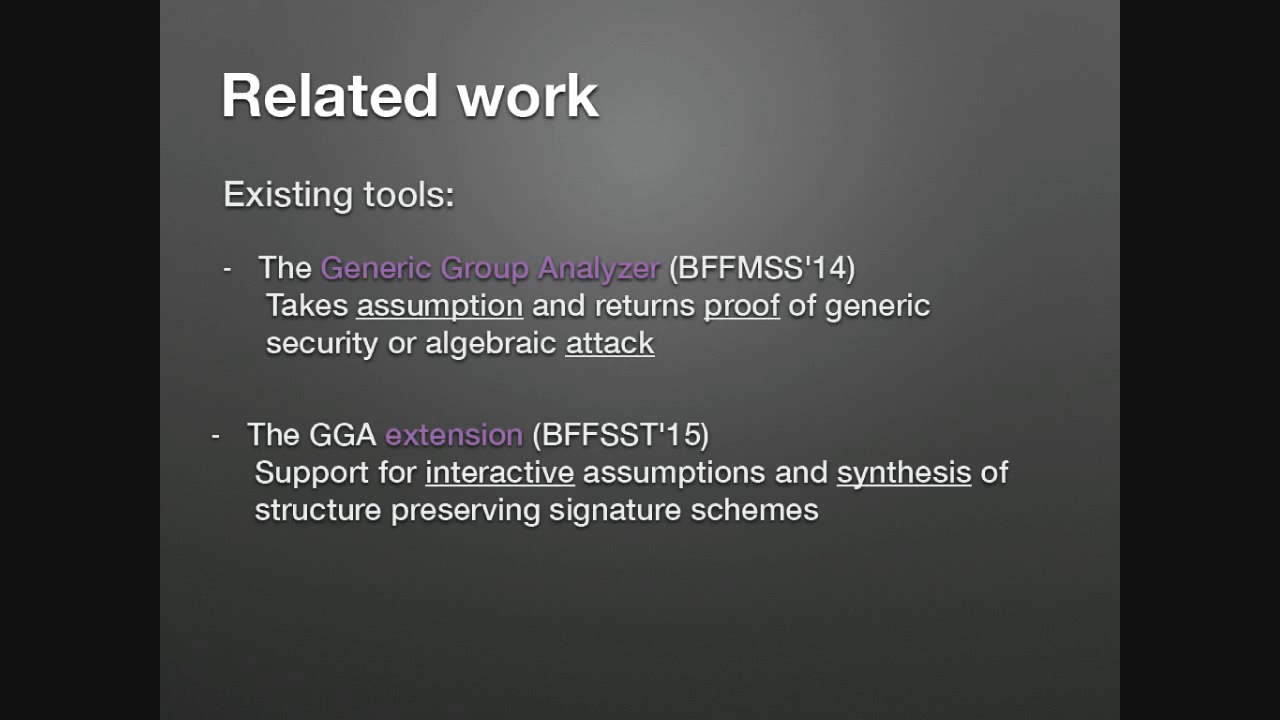 Related work
Existing tools:
- The Generic Group Analyzer (BFFMSS'14)
Takes assumption and returns proof of generic
security or algebraic attack
- The GGA extension (BFFSST'15)
Support for interactive assumptions and synthesis of
structure preserving signature schemes